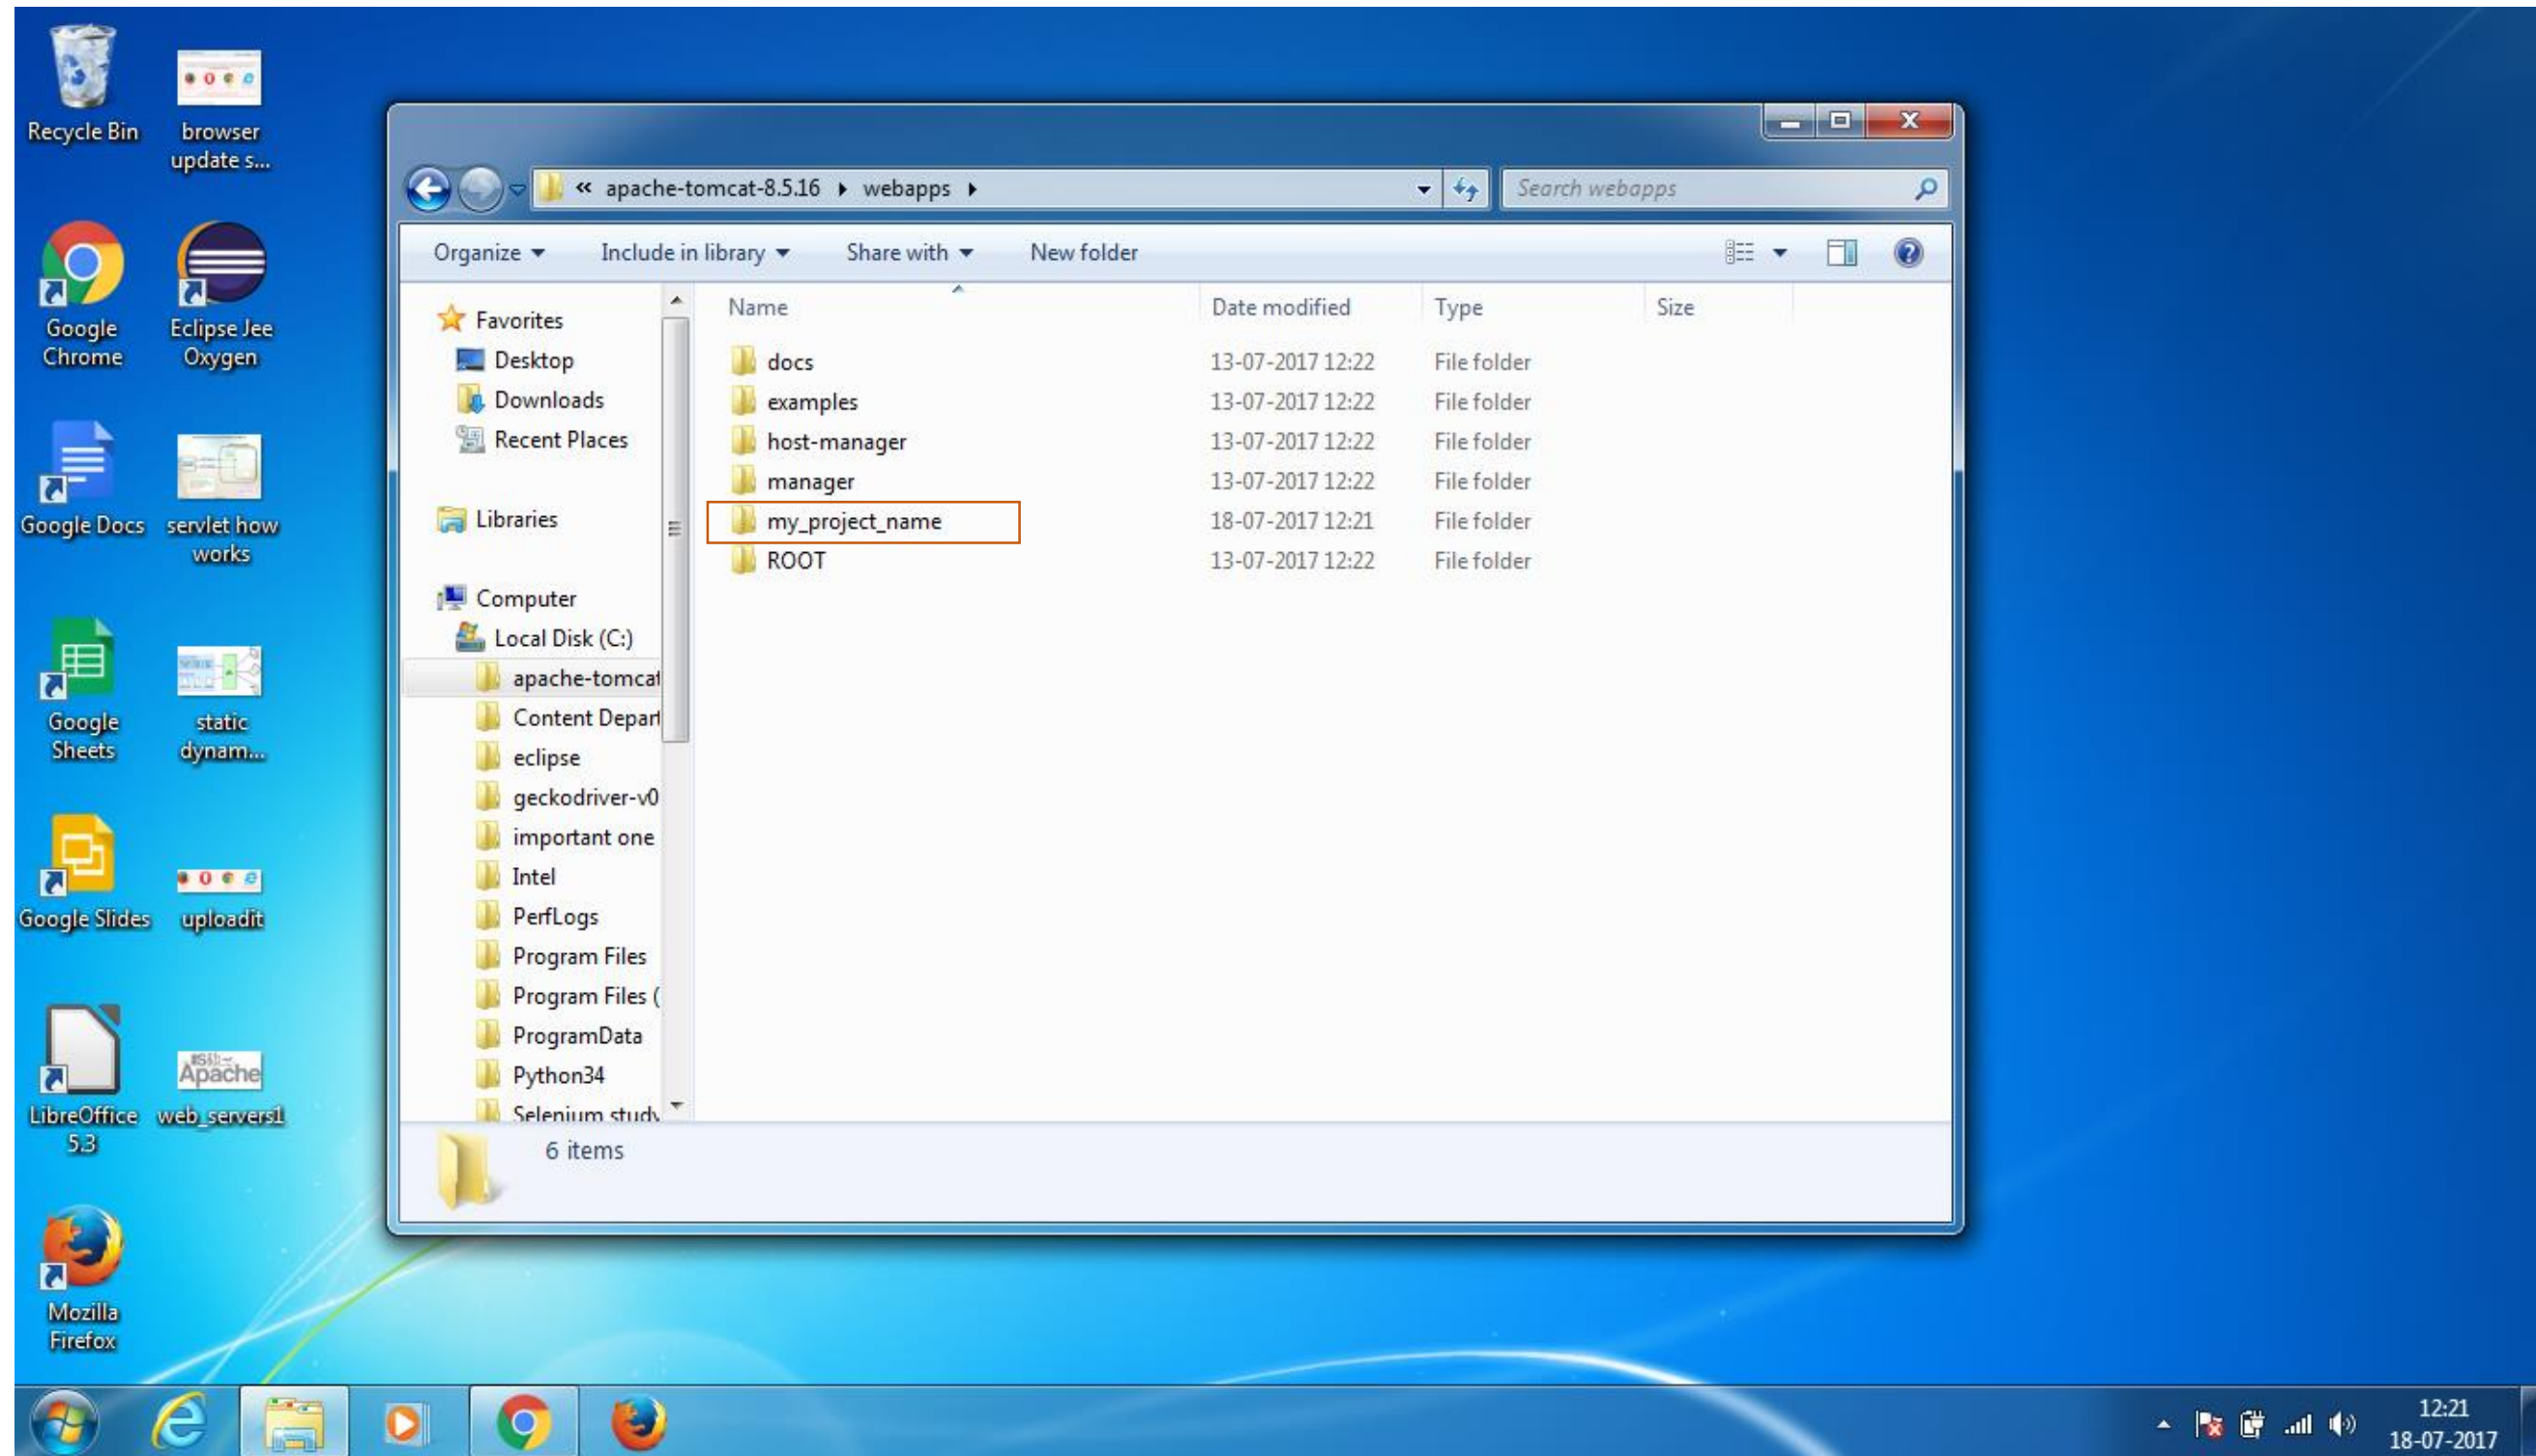 Recycle Bin
browser
update s...
Google
Chrome
Eclipse Jee
Oxygen
Google Docs
servlet how
works
Google
Sheets
static
dynam...
Google Slides
uploadit
LibreOffice
5.3
Apache
web_servers1
Mozilla
Firefox
« apache-tomcat-8.5.16 ▸ webapps ▸
Search webapps
Organize
Include in library
Share with
New folder
Favorites
Desktop
Downloads
Recent Places
Libraries
Computer
Local Disk (C:)
apache-tomcat
Content Depart
eclipse
geckodriver-v0
important one
Intel
PerfLogs
Program Files
Program Files (
ProgramData
Python34
Selenium study
Name Date modified Type Size
docs 13-07-2017 12:22 File folder
examples 13-07-2017 12:22 File folder
host-manager 13-07-2017 12:22 File folder
manager 13-07-2017 12:22 File folder
my_project_name 18-07-2017 12:21 File folder
ROOT 13-07-2017 12:22 File folder
6 items
12:21
18-07-2017